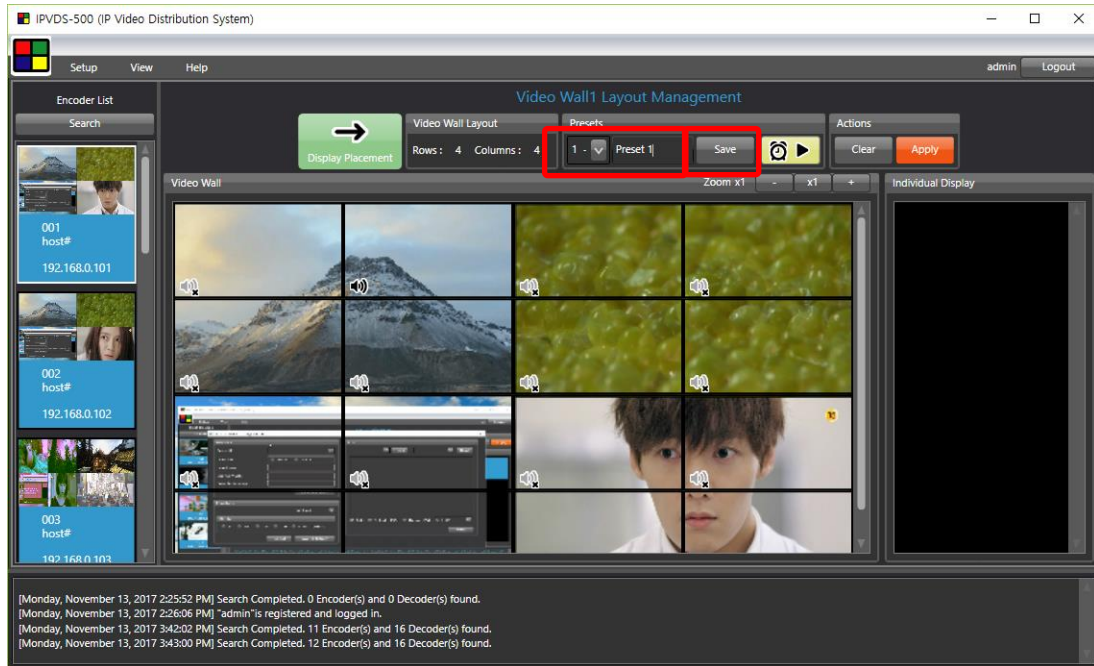 IPVDS-500 (IP Video Distribution System)
Setup View Help
admin Logout
Encoder List
Search
Video Wall1 Layout Management
Display Placement
Video Wall Layout
Rows : 4 Columns : 4
Presets
1 - Preset 1
Save
Actions
Clear Apply
Video Wall
Zoom x1 - x1 +
Individual Display
001
host#
192.168.0.101
002
host#
192.168.0.102
003
host#
192.168.0.103
[Monday, November 13, 2017 2:25:52 PM] Search Completed. 0 Encoder(s) and 0 Decoder(s) found.
[Monday, November 13, 2017 2:26:06 PM] "admin"is registered and logged in.
[Monday, November 13, 2017 3:42:02 PM] Search Completed. 11 Encoder(s) and 16 Decoder(s) found.
[Monday, November 13, 2017 3:43:00 PM] Search Completed. 12 Encoder(s) and 16 Decoder(s) found.